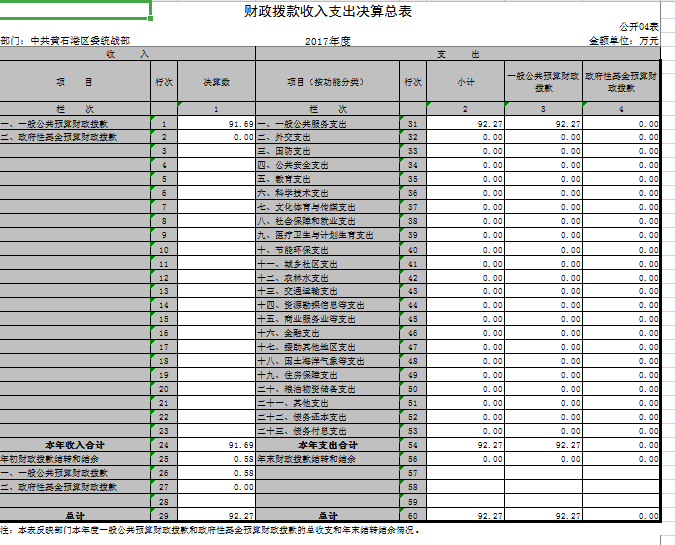 财政拨款收入支出决算总表
公开04表
部门：中共黄石港区委统战部 2017年度 金额单位：万元
收 入 支 出
项 目 行次 决算数 项目（按功能分类） 行次 小计 一般公共预算财政拨款 政府性基金预算财政拨款
栏 次 1 栏 次 2 3 4
一、一般公共预算财政拨款 1 91.69 一、一般公共服务支出 31 92.27 92.27 0.00
二、政府性基金预算财政拨款 2 0.00 二、外交支出 32 0.00 0.00 0.00
3 三、国防支出 33 0.00 0.00 0.00
4 四、公共安全支出 34 0.00 0.00 0.00
5 五、教育支出 35 0.00 0.00 0.00
6 六、科学技术支出 36 0.00 0.00 0.00
7 七、文化体育与传媒支出 37 0.00 0.00 0.00
8 八、社会保障和就业支出 38 0.00 0.00 0.00
9 九、医疗卫生与计划生育支出 39 0.00 0.00 0.00
10 十、节能环保支出 40 0.00 0.00 0.00
11 十一、城乡社区支出 41 0.00 0.00 0.00
12 十二、农林水支出 42 0.00 0.00 0.00
13 十三、交通运输支出 43 0.00 0.00 0.00
14 十四、资源勘探信息等支出 44 0.00 0.00 0.00
15 十五、商业服务业等支出 45 0.00 0.00 0.00
16 十六、金融支出 46 0.00 0.00 0.00
17 十七、援助其他地区支出 47 0.00 0.00 0.00
18 十八、国土海洋气象等支出 48 0.00 0.00 0.00
19 十九、住房保障支出 49 0.00 0.00 0.00
20 二十、粮油物资储备支出 50 0.00 0.00 0.00
21 二十一、其他支出 51 0.00 0.00 0.00
22 二十二、债务还本支出 52 0.00 0.00 0.00
23 二十三、债务付息支出 53 0.00 0.00 0.00
本年收入合计 24 91.69 本年支出合计 54 92.27 92.27 0.00
年初财政拨款结转和结余 25 0.58 年末财政拨款结转和结余 56 0.00 0.00 0.00
一、一般公共预算财政拨款 26 0.58 57
二、政府性基金预算财政拨款 27 0.00 58
28 59
总计 29 92.27 总计 60 92.27 92.27 0.00
注：本表反映部门本年度一般公共预算财政拨款和政府性基金预算财政拨款的总收支和年末结转结余情况。